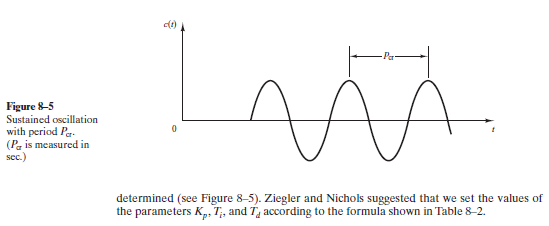 c(t)
P_cr
Figure 8–5
Sustained oscillation
with period P_cr.
(P_cr is measured in
sec.)
0
t
determined (see Figure 8–5). Ziegler and Nichols suggested that we set the values of
the parameters K_p, T_i, and T_d according to the formula shown in Table 8–2.